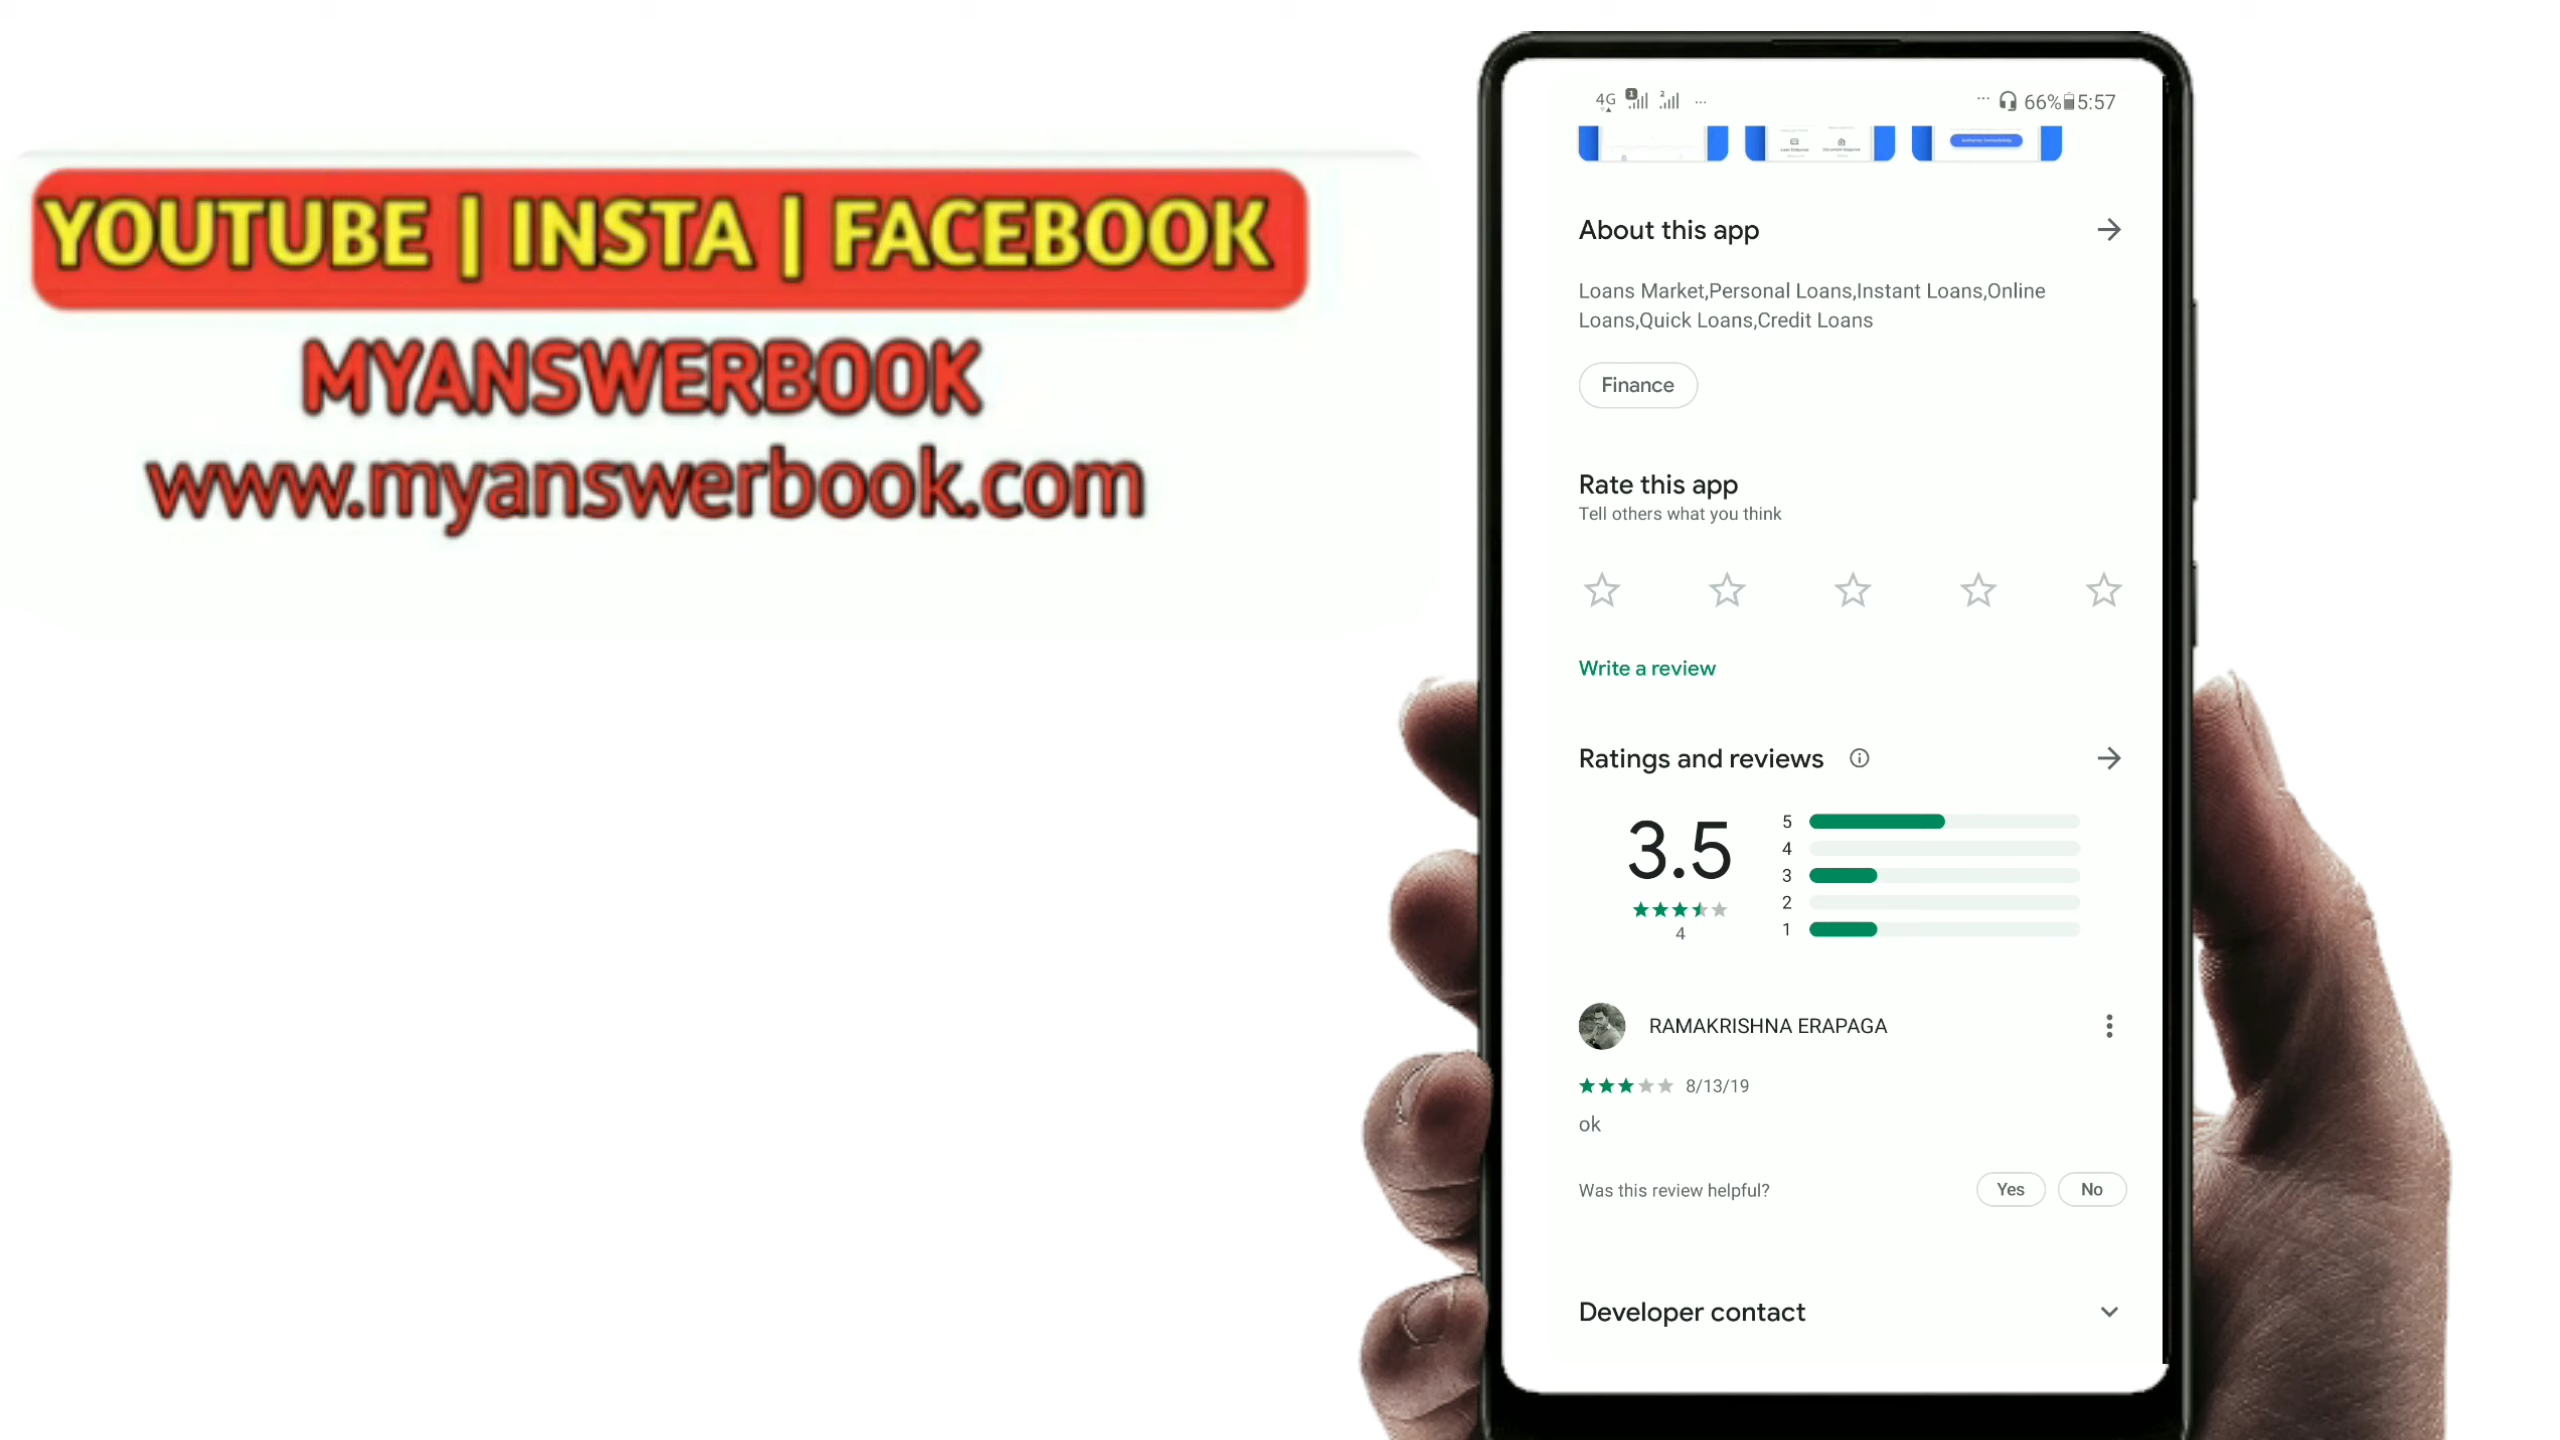 YOUTUBE | INSTA | FACEBOOK
MYANSWERBOOK
www.myanswerbook.com
4G 1 2 ... ... 66% 5:57
About this app
Loans Market,Personal Loans,Instant Loans,Online
Loans,Quick Loans,Credit Loans
Finance
Rate this app
Tell others what you think
Write a review
Ratings and reviews
3.5
4
5
4
3
2
1
RAMAKRISHNA ERAPAGA
8/13/19
ok
Was this review helpful?
Yes No
Developer contact